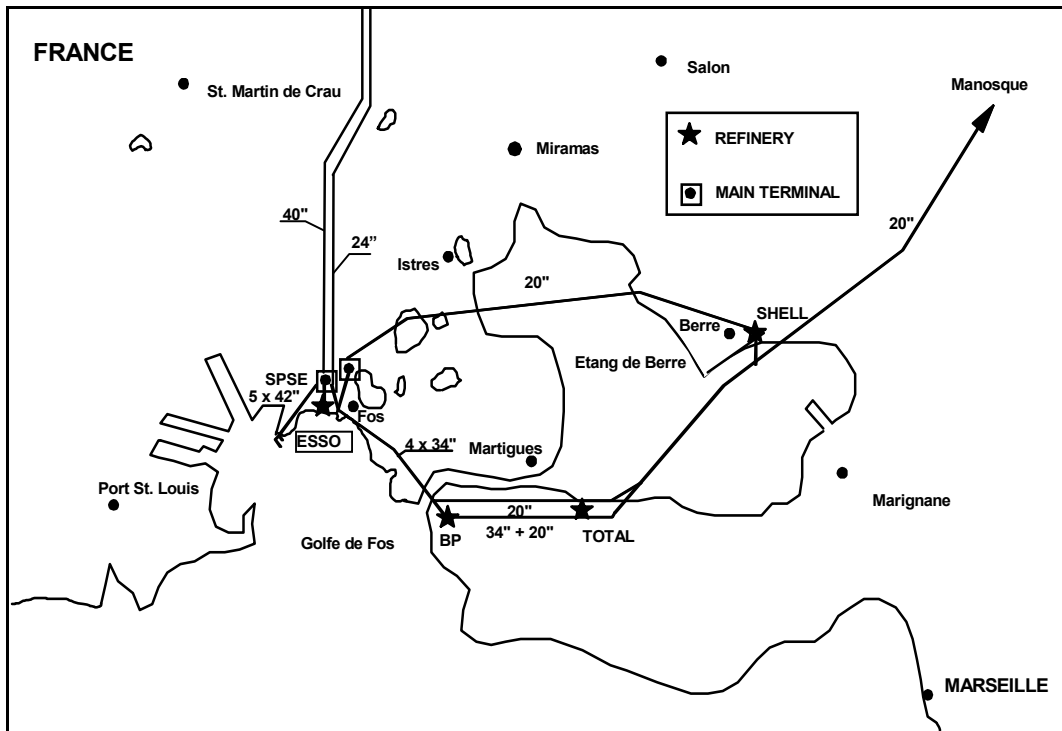 FRANCE
St. Martin de Crau
Salon
Manosque
REFINERY
MAIN TERMINAL
Miramas
40"
24”
20"
Istres
20"
SHELL
Berre
Etang de Berre
SPSE
5 x 42"
Fos
ESSO
4 x 34"
Martigues
Marignane
Port St. Louis
20"
34" + 20"
BP
TOTAL
Golfe de Fos
MARSEILLE